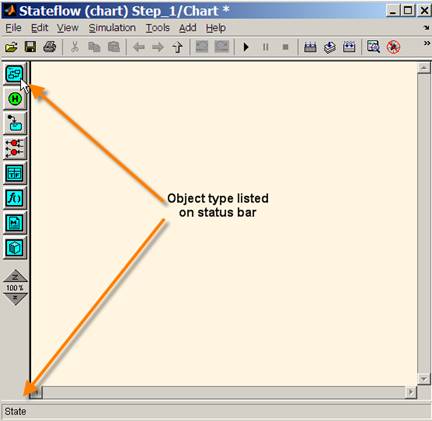 Stateflow (chart) Step_1/Chart *
File Edit View Simulation Tools Add Help
H
f()
100%
Object type listed
on status bar
State